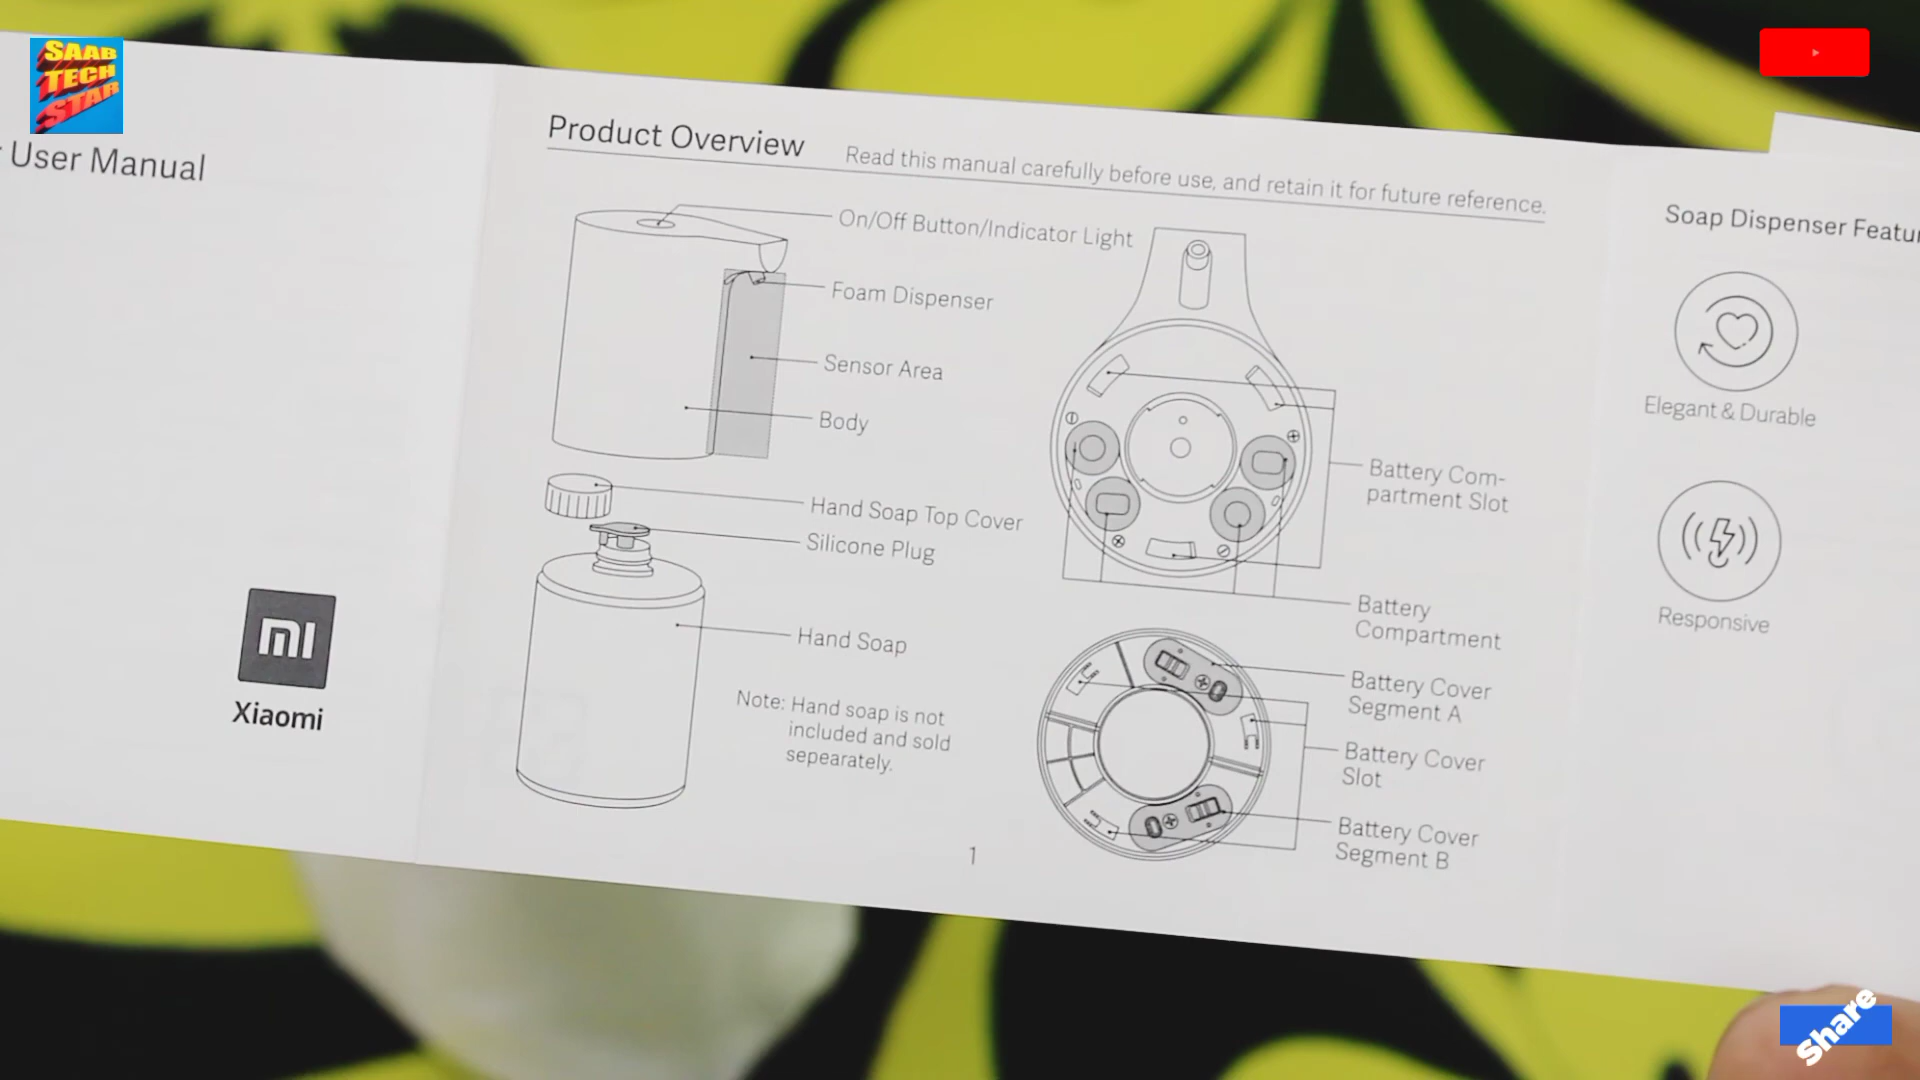 SAAB
TECH
STAR
User Manual
mi
Xiaomi
Product Overview
Read this manual carefully before use, and retain it for future reference.
On/Off Button/Indicator Light
Foam Dispenser
Sensor Area
Body
Hand Soap Top Cover
Silicone Plug
Hand Soap
Note: Hand soap is not
included and sold
sepearately.
Battery Com-
partment Slot
Battery
Compartment
Battery Cover
Segment A
Battery Cover
Slot
Battery Cover
Segment B
1
Soap Dispenser Featu
Elegant & Durable
Responsive
Share